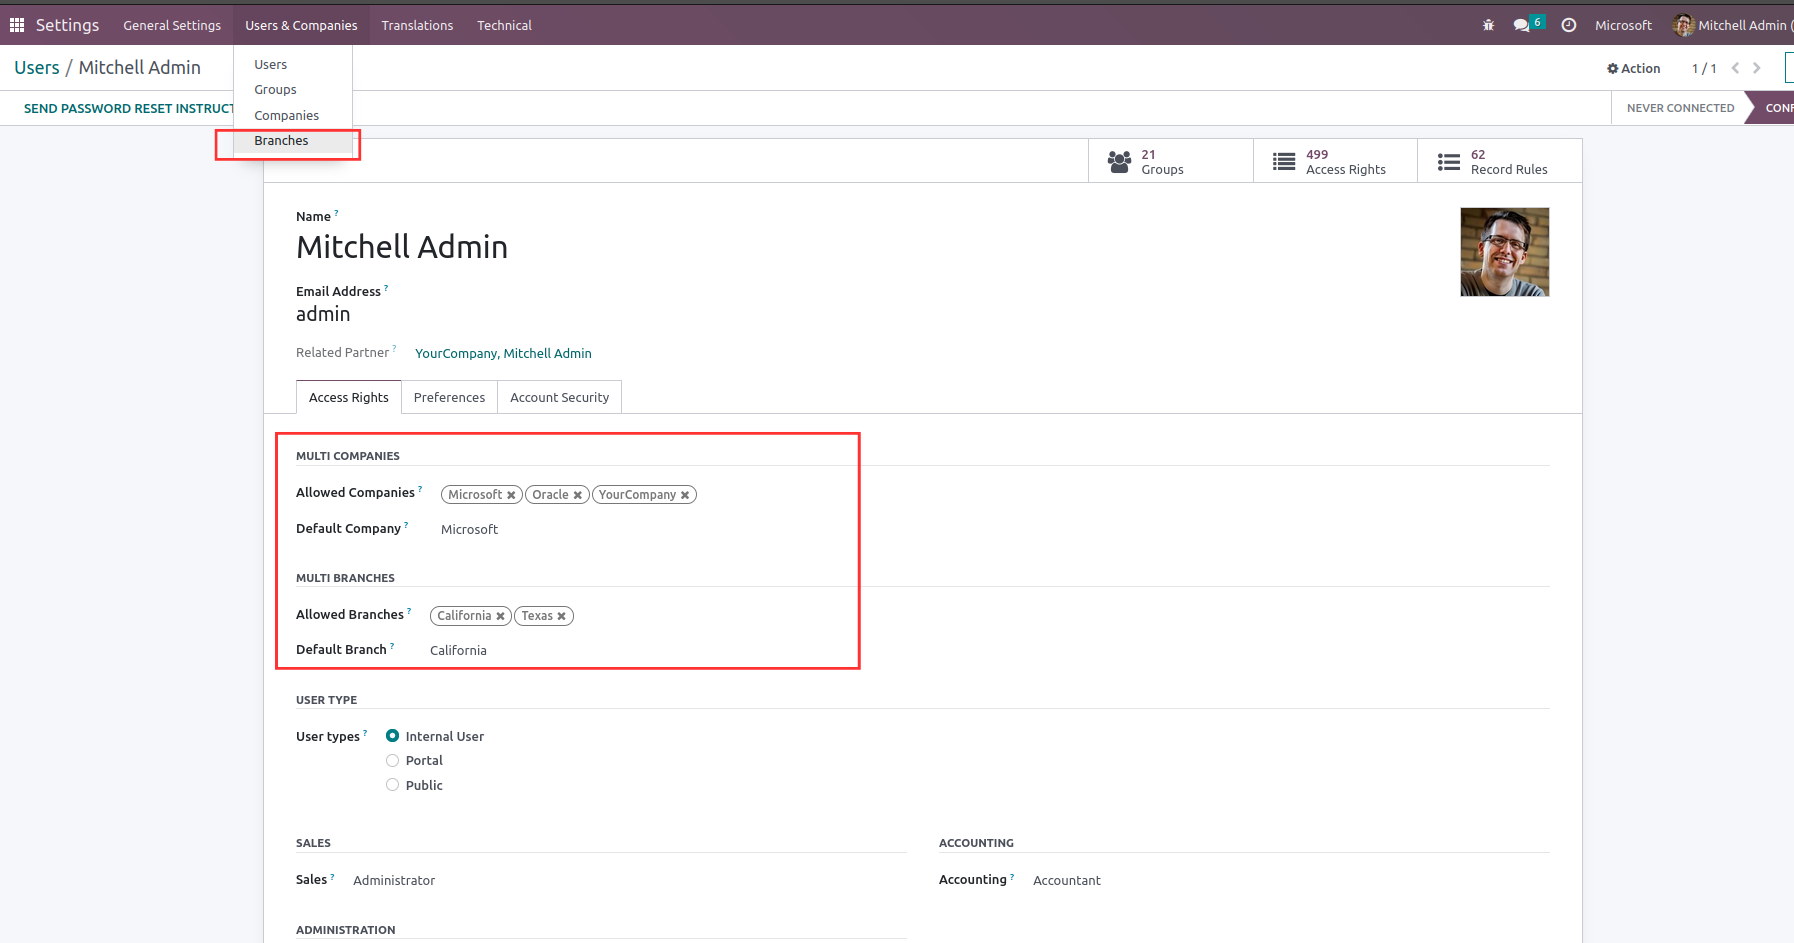 Settings General Settings Users & Companies Translations Technical 6 Microsoft Mitchell Admin (
Users / Mitchell Admin Action 1 / 1
SEND PASSWORD RESET INSTRUCT NEVER CONNECTED CONF
Users
Groups
Companies
Branches
21 Groups
499 Access Rights
62 Record Rules
Name ?
Mitchell Admin
Email Address ?
admin
Related Partner ? YourCompany, Mitchell Admin
Access Rights Preferences Account Security
MULTI COMPANIES
Allowed Companies ? Microsoft Oracle YourCompany
Default Company ? Microsoft
MULTI BRANCHES
Allowed Branches ? California Texas
Default Branch ? California
USER TYPE
User types ? Internal User
Portal
Public
SALES
Sales ? Administrator
ACCOUNTING
Accounting ? Accountant
ADMINISTRATION